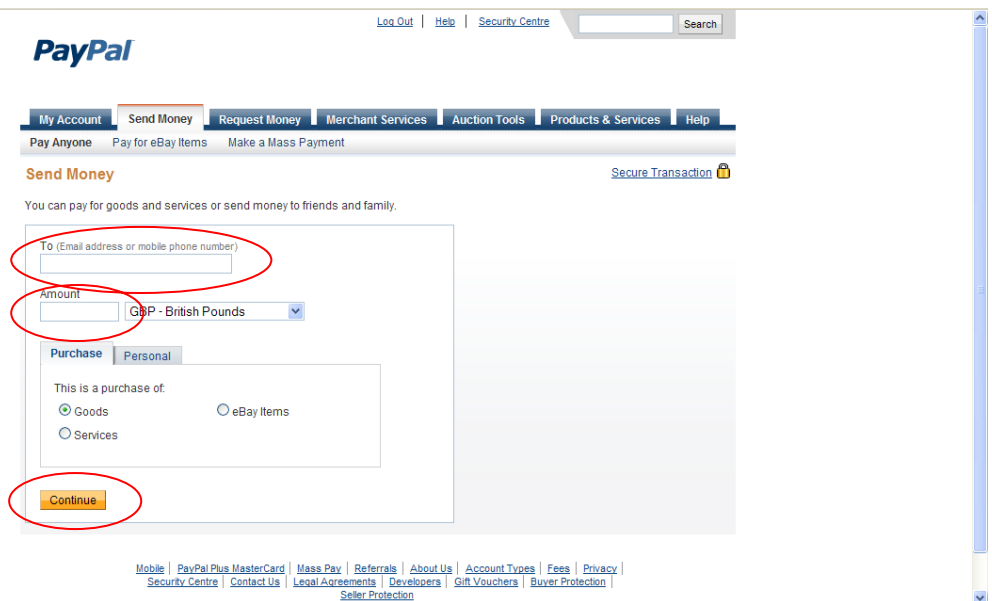 Log Out | Help | Security Centre Search
PayPal
My Account Send Money Request Money Merchant Services Auction Tools Products & Services Help
Pay Anyone Pay for eBay Items Make a Mass Payment
Send Money Secure Transaction
You can pay for goods and services or send money to friends and family.
To (Email address or mobile phone number)
Amount
GBP - British Pounds
Purchase Personal
This is a purchase of:
Goods eBay Items
Services
Continue
Mobile | PayPal Plus MasterCard | Mass Pay | Referrals | About Us | Account Types | Fees | Privacy |
Security Centre | Contact Us | Legal Agreements | Developers | Gift Vouchers | Buyer Protection |
Seller Protection